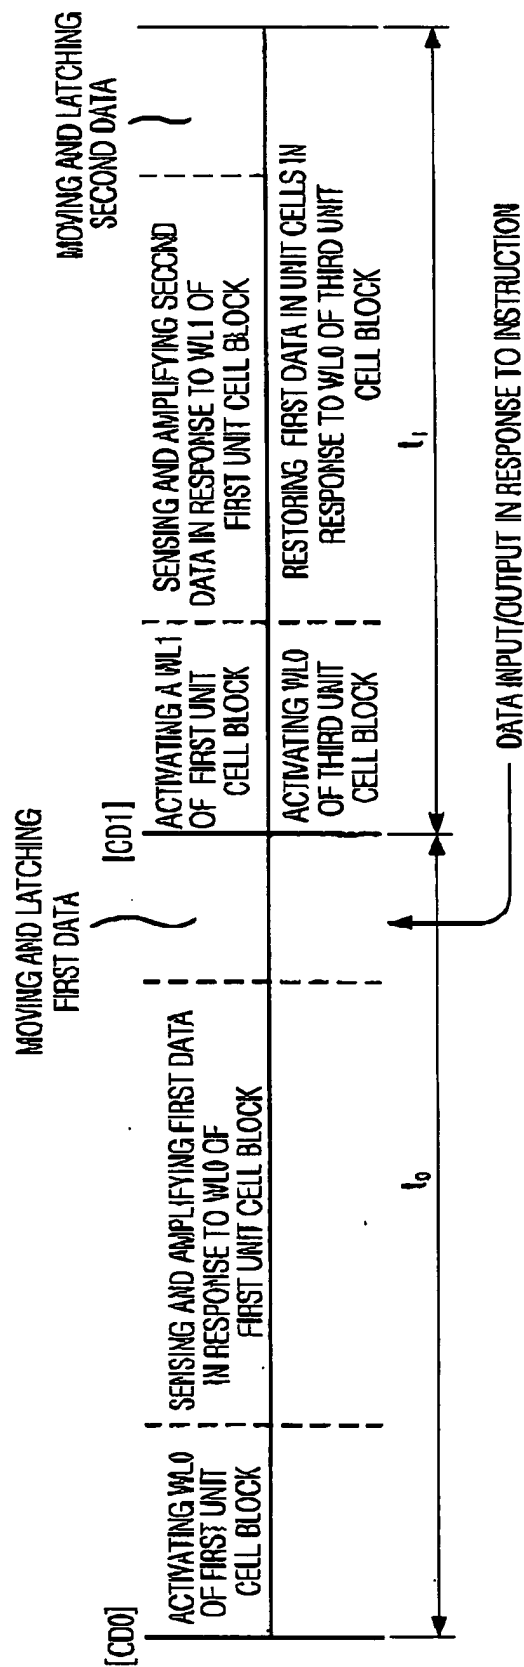 [CD0]
ACTIVATING WL0
OF FIRST UNIT
CELL BLOCK
SENSING AND AMPLIFYING FIRST DATA
IN RESPONSE TO WL0 OF
FIRST UNIT CELL BLOCK
MOVING AND LATCHING
FIRST DATA
[CD1]
ACTIVATING A WL1
OF FIRST UNIT
CELL BLOCK
SENSING AND AMPLIFYING SECOND
DATA IN RESPONSE TO WL1 OF
FIRST UNIT CELL BLOCK
MOVING AND LATCHING
SECOND DATA
ACTIVATING WL0
OF THIRD UNIT
CELL BLOCK
RESTORING FIRST DATA IN UNIT CELLS IN
RESPONSE TO WL0 OF THIRD UNIT
CELL BLOCK
t0
t1
DATA INPUT/OUTPUT IN RESPONSE TO INSTRUCTION